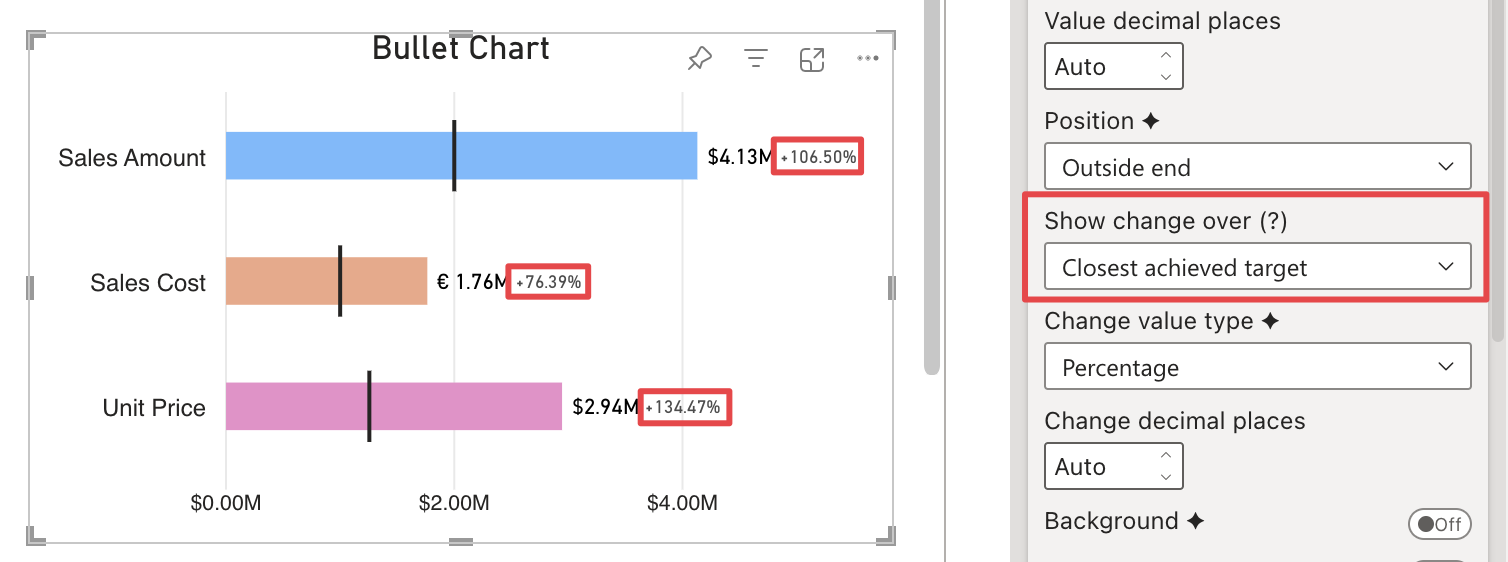 Bullet Chart
Sales Amount
$4.13M +106.50%
Sales Cost
€ 1.76M +76.39%
Unit Price
$2.94M +134.47%
$0.00M $2.00M $4.00M
Value decimal places
Auto
Position
Outside end
Show change over (?)
Closest achieved target
Change value type
Percentage
Change decimal places
Auto
Background
Off